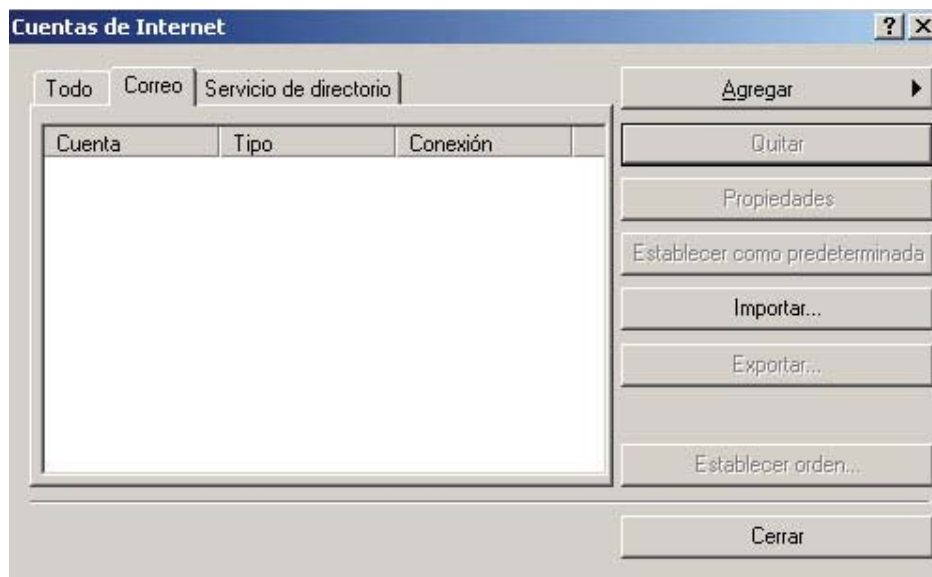 Cuentas de Internet
Todo Correo Servicio de directorio
Cuenta Tipo Conexión
Agregar
Quitar
Propiedades
Establecer como predeterminada
Importar...
Exportar...
Establecer orden...
Cerrar